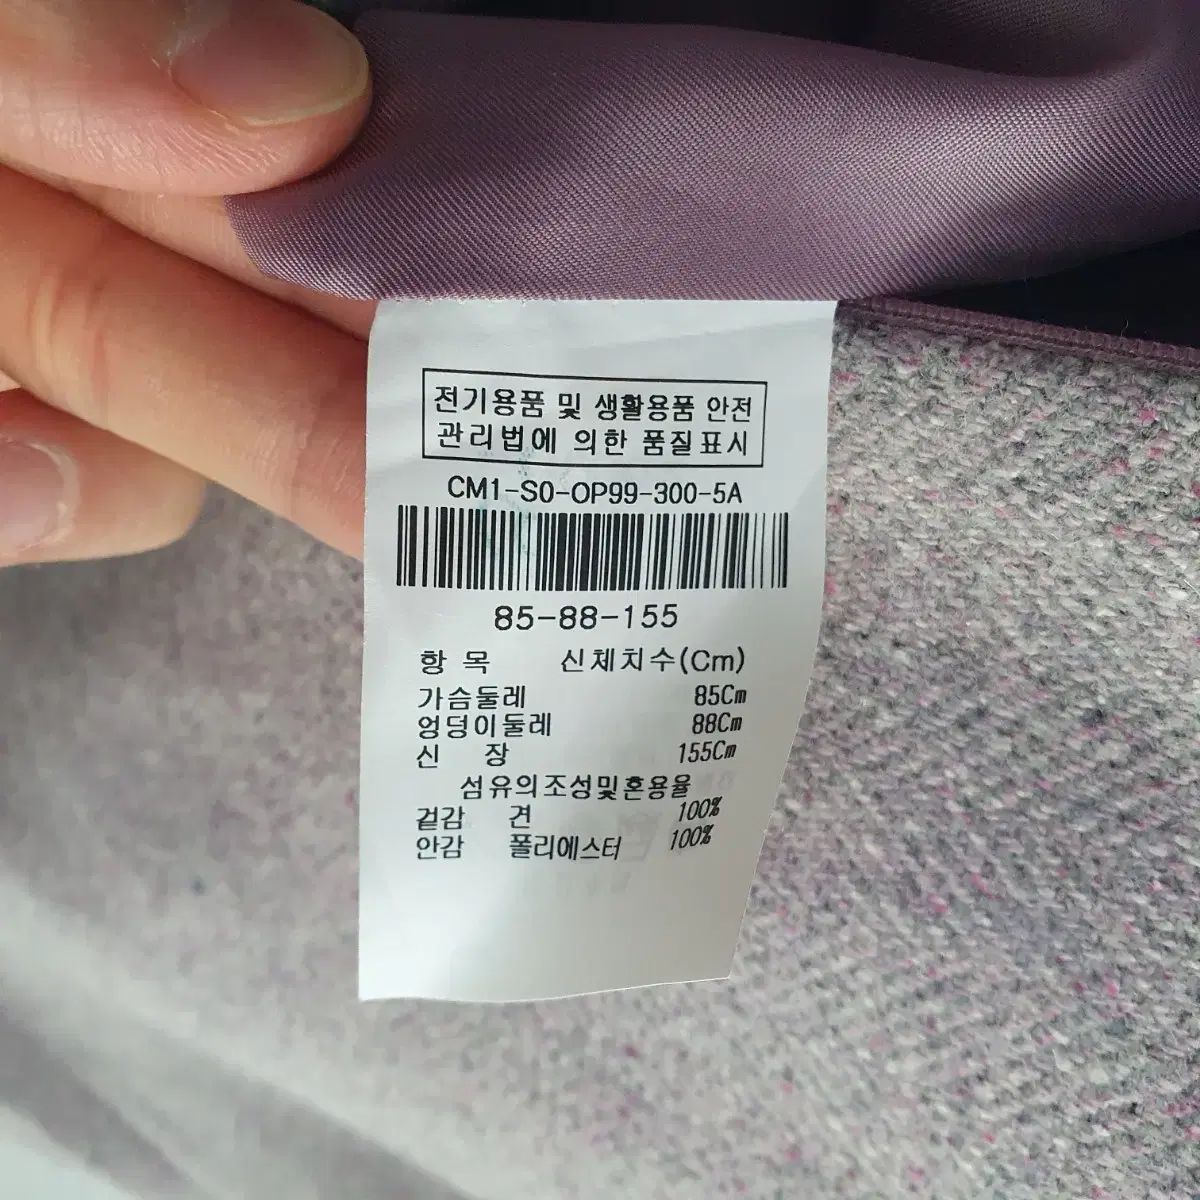 전기용품 및 생활용품 안전
관리법에 의한 품질표시
CM1-S0-OP99-300-5A
85-88-155
항 목 신체치수(Cm)
가슴둘레 85Cm
엉덩이둘레 88Cm
신 장 155Cm
섬유의조성및혼용율
겉감 견 100%
안감 폴리에스터 100%